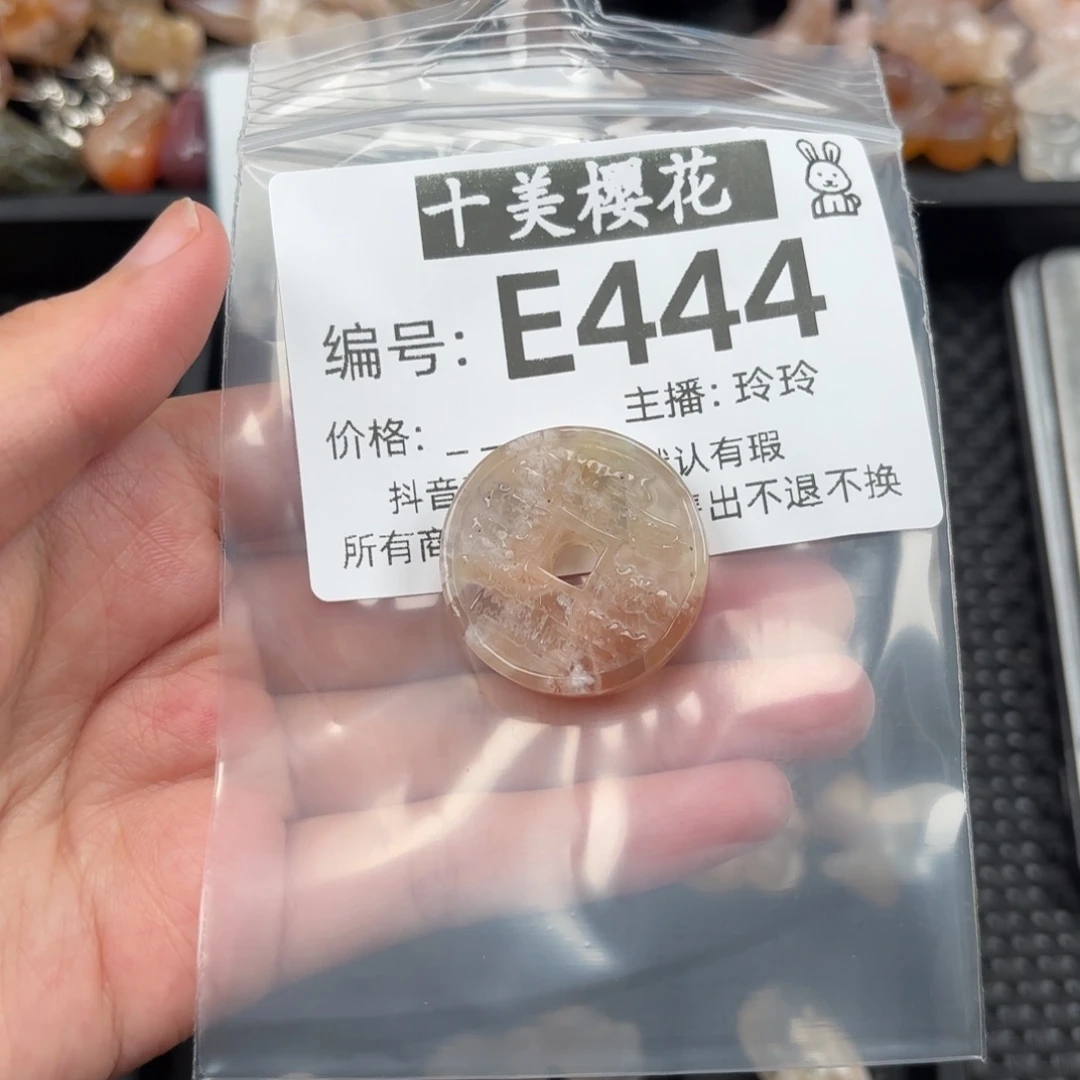 十美樱花
编号: E444
主播: 玲玲
价格: _
抖音 认有瑕
所有商 出不退不换